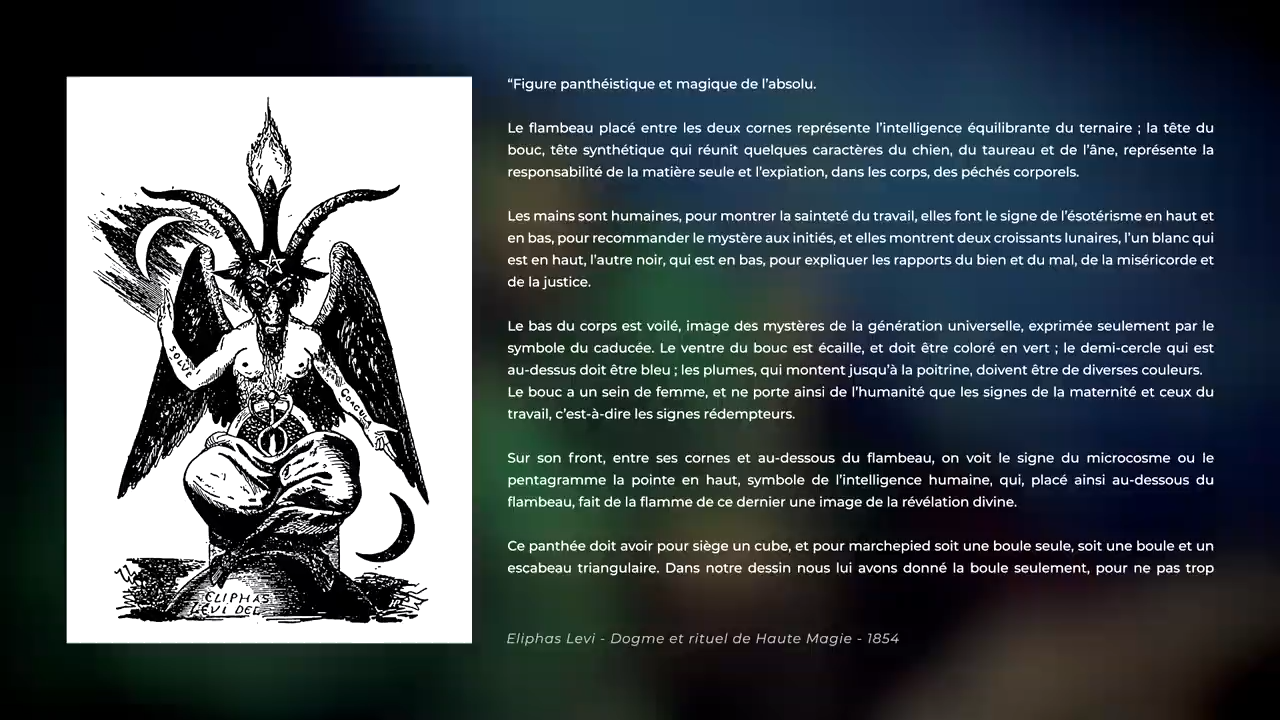 “Figure panthéistique et magique de l’absolu.
Le flambeau placé entre les deux cornes représente l’intelligence équilibrante du ternaire ; la tête du
bouc, tête synthétique qui réunit quelques caractères du chien, du taureau et de l’âne, représente la
responsabilité de la matière seule et l’expiation, dans les corps, des péchés corporels.
Les mains sont humaines, pour montrer la sainteté du travail, elles font le signe de l’ésotérisme en haut et
en bas, pour recommander le mystère aux initiés, et elles montrent deux croissants lunaires, l’un blanc qui
est en haut, l’autre noir, qui est en bas, pour expliquer les rapports du bien et du mal, de la miséricorde et
de la justice.
Le bas du corps est voilé, image des mystères de la génération universelle, exprimée seulement par le
symbole du caducée. Le ventre du bouc est écaille, et doit être coloré en vert ; le demi-cercle qui est
au-dessus doit être bleu ; les plumes, qui montent jusqu’à la poitrine, doivent être de diverses couleurs.
Le bouc a un sein de femme, et ne porte ainsi de l’humanité que les signes de la maternité et ceux du
travail, c’est-à-dire les signes rédempteurs.
Sur son front, entre ses cornes et au-dessous du flambeau, on voit le signe du microcosme ou le
pentagramme la pointe en haut, symbole de l’intelligence humaine, qui, placé ainsi au-dessous du
flambeau, fait de la flamme de ce dernier une image de la révélation divine.
Ce panthée doit avoir pour siège un cube, et pour marchepied soit une boule seule, soit une boule et un
escabeau triangulaire. Dans notre dessin nous lui avons donné la boule seulement, pour ne pas trop
Eliphas Levi - Dogme et rituel de Haute Magie - 1854
SOLVE
COAGULA
ELIPHAS
LEVI DEL